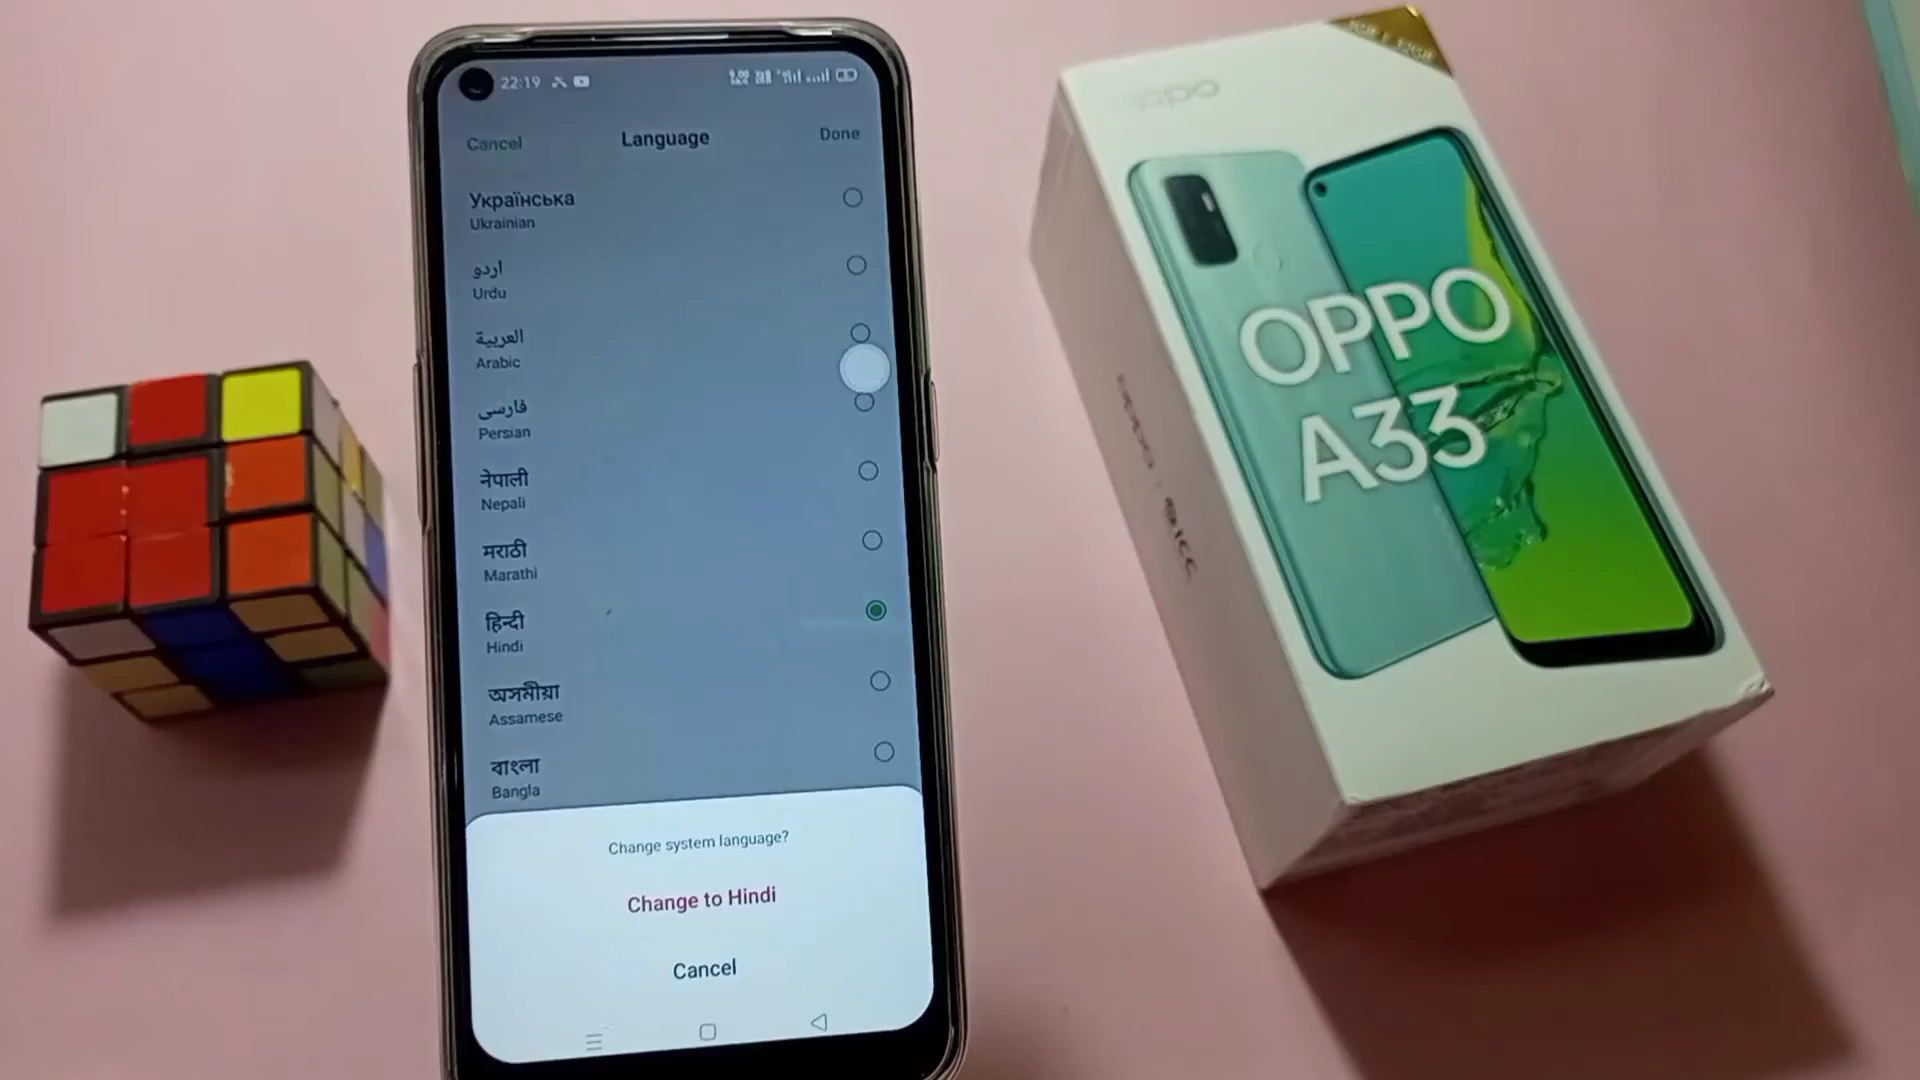 22:19
Cancel Language Done
Українська
Ukrainian
اردو
Urdu
العربية
Arabic
فارسی
Persian
नेपाली
Nepali
मराठी
Marathi
हिन्दी
Hindi
অসমীয়া
Assamese
বাংলা
Bangla
Change system language?
Change to Hindi
Cancel
oppo
OPPO
A33